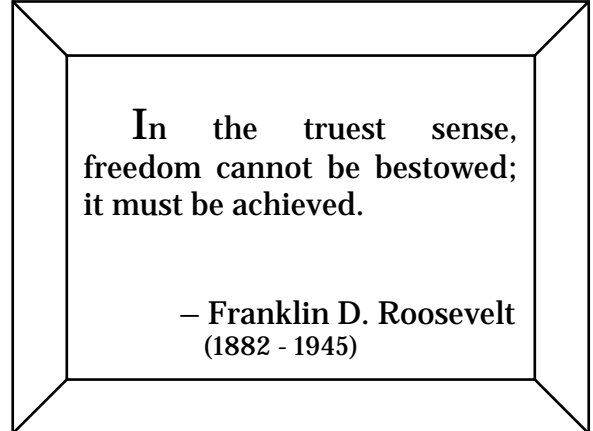 In the truest sense,
freedom cannot be bestowed;
it must be achieved.
– Franklin D. Roosevelt
(1882 - 1945)